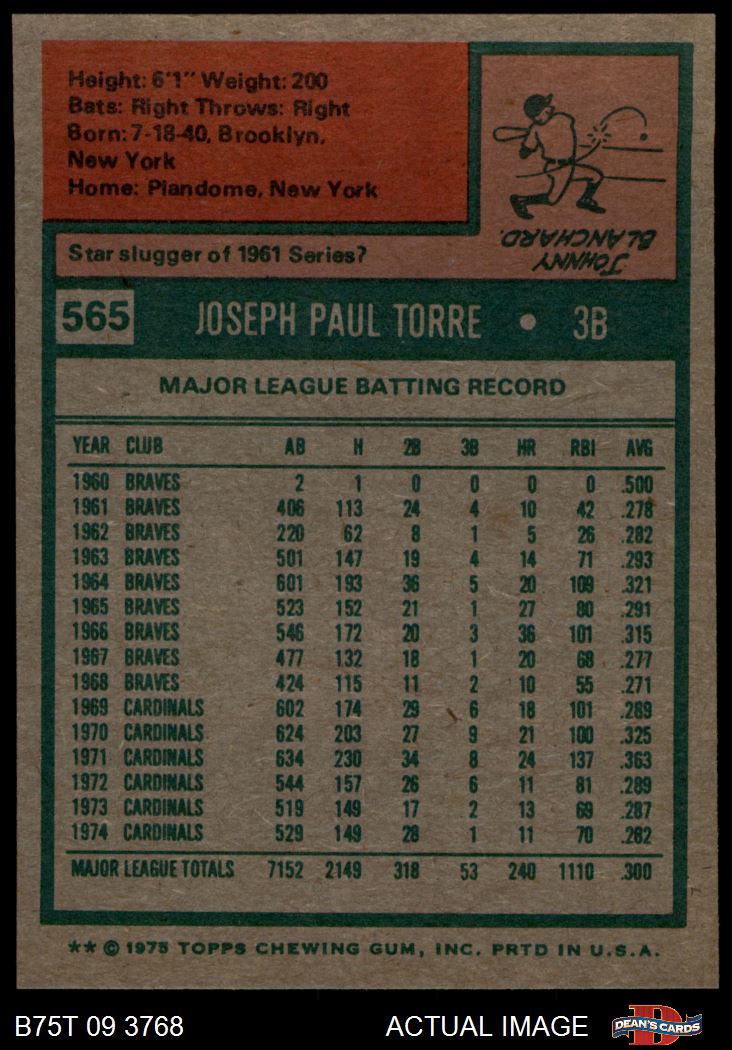 Height: 6'1" Weight: 200
Bats: Right Throws: Right
Born: 7-18-40, Brooklyn,
New York
Home: Plandome, New York
Star slugger of 1961 Series?
JOHNNY
BLANCHARD.
565 JOSEPH PAUL TORRE • 3B
MAJOR LEAGUE BATTING RECORD
YEAR CLUB AB H 2B 3B HR RBI AVG
1960 BRAVES 2 1 0 0 0 0 .500
1961 BRAVES 406 113 24 4 10 42 .278
1962 BRAVES 220 62 8 1 5 26 .282
1963 BRAVES 501 147 19 4 14 71 .293
1964 BRAVES 601 193 36 5 20 109 .321
1965 BRAVES 523 152 21 1 27 80 .291
1966 BRAVES 546 172 20 3 36 101 .315
1967 BRAVES 477 132 18 1 20 68 .277
1968 BRAVES 424 115 11 2 10 55 .271
1969 CARDINALS 602 174 29 6 18 101 .289
1970 CARDINALS 624 203 27 9 21 100 .325
1971 CARDINALS 634 230 34 8 24 137 .363
1972 CARDINALS 544 157 26 6 11 81 .289
1973 CARDINALS 519 149 17 2 13 69 .287
1974 CARDINALS 529 149 28 1 11 70 .282
MAJOR LEAGUE TOTALS 7152 2149 318 53 240 1110 .300
** © 1975 TOPPS CHEWING GUM, INC. PRTD IN U.S.A.
B75T 09 3768 ACTUAL IMAGE D DEAN'S CARDS